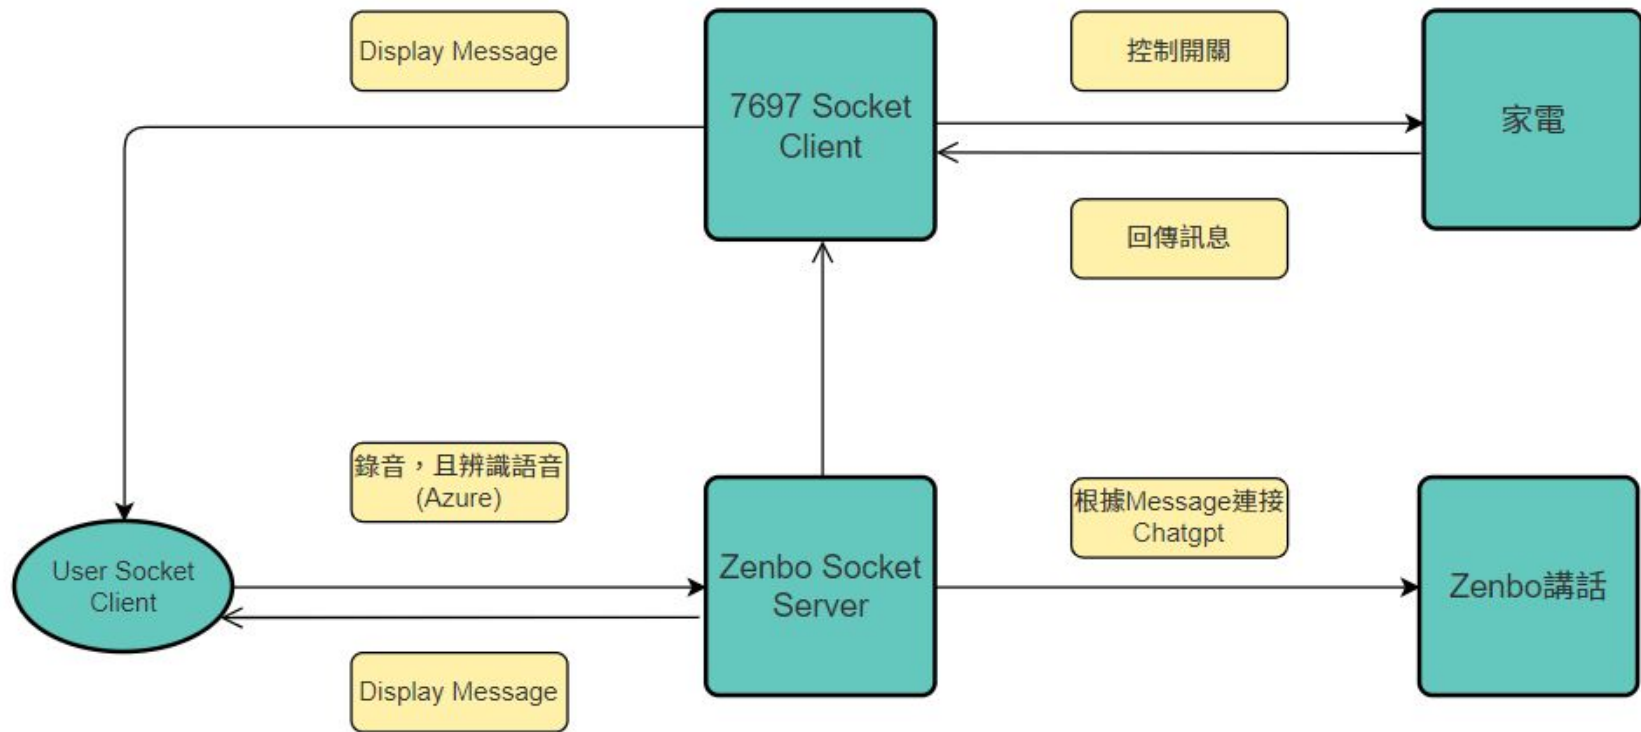 Display Message
7697 Socket
Client
控制開關
家電
回傳訊息
錄音，且辨識語音
(Azure)
User Socket
Client
Zenbo Socket
Server
根據Message連接
Chatgpt
Zenbo講話
Display Message